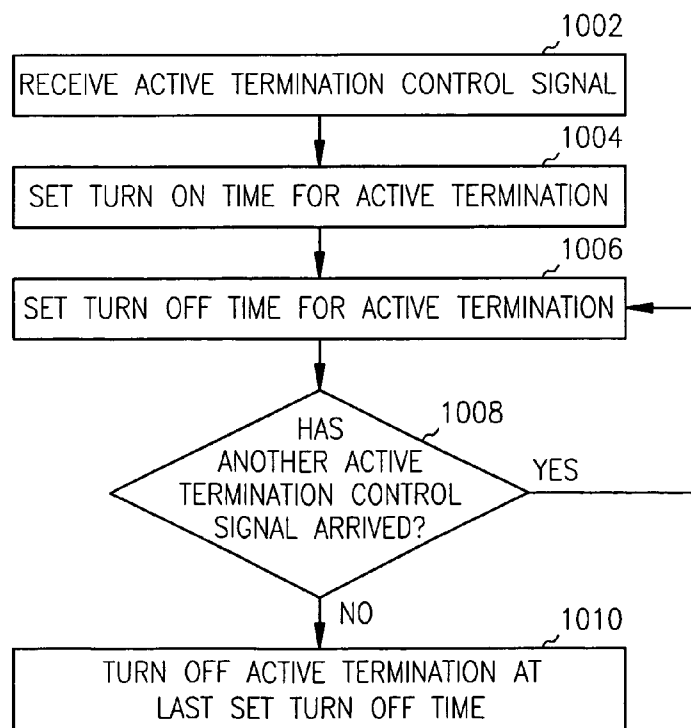 1002
RECEIVE ACTIVE TERMINATION CONTROL SIGNAL
1004
SET TURN ON TIME FOR ACTIVE TERMINATION
1006
SET TURN OFF TIME FOR ACTIVE TERMINATION
1008
HAS
ANOTHER ACTIVE
TERMINATION CONTROL
SIGNAL ARRIVED?
YES
NO
1010
TURN OFF ACTIVE TERMINATION AT
LAST SET TURN OFF TIME